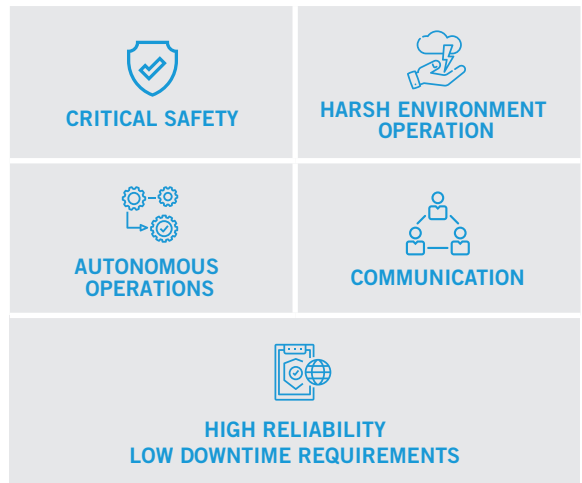 CRITICAL SAFETY
HARSH ENVIRONMENT
OPERATION
AUTONOMOUS
OPERATIONS
COMMUNICATION
HIGH RELIABILITY
LOW DOWNTIME REQUIREMENTS